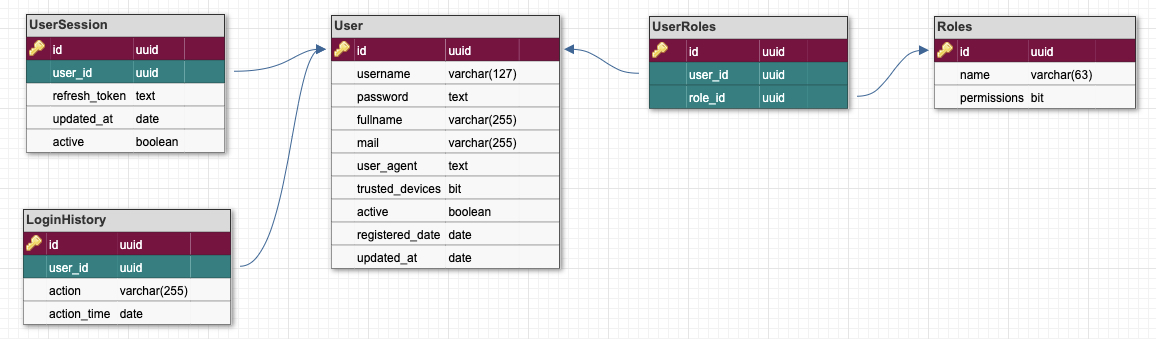 UserSession
id uuid
user_id uuid
refresh_token text
updated_at date
active boolean
LoginHistory
id uuid
user_id uuid
action varchar(255)
action_time date
User
id uuid
username varchar(127)
password text
fullname varchar(255)
mail varchar(255)
user_agent text
trusted_devices bit
active boolean
registered_date date
updated_at date
UserRoles
id uuid
user_id uuid
role_id uuid
Roles
id uuid
name varchar(63)
permissions bit